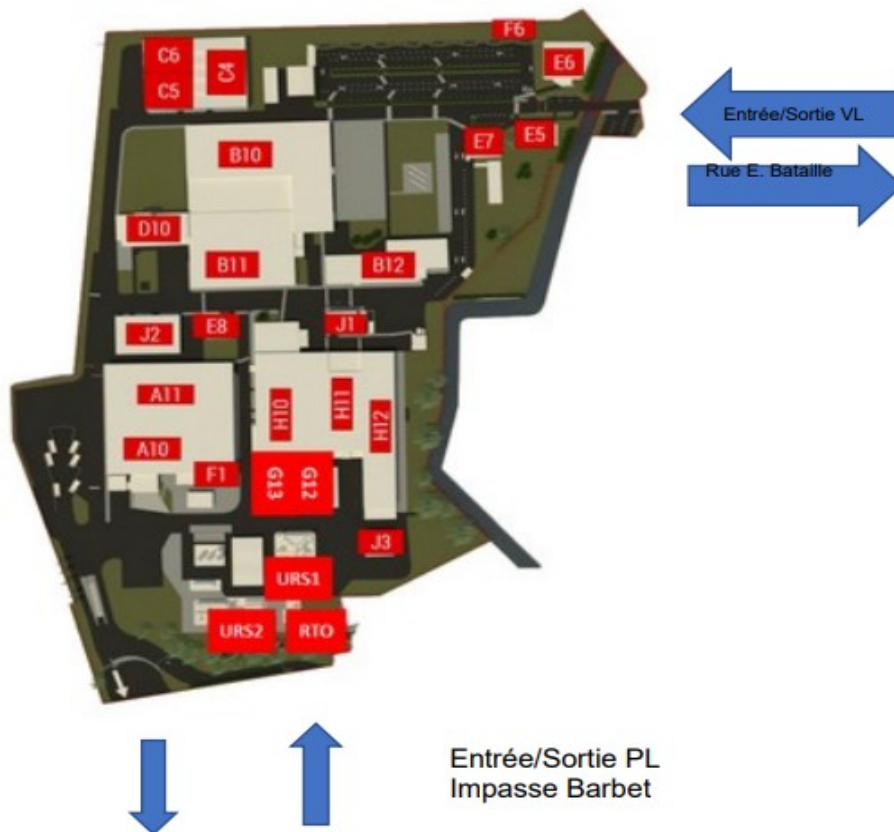 F6
C6
C4
E6
C5
Entrée/Sortie VL
E7
E5
B10
Rue E. Bataille
D10
B11
B12
J2
E8
J1
A11
H10
H11
H12
A10
F1
G13
G12
J3
URS1
URS2
RTO
Entrée/Sortie PL
Impasse Barbet